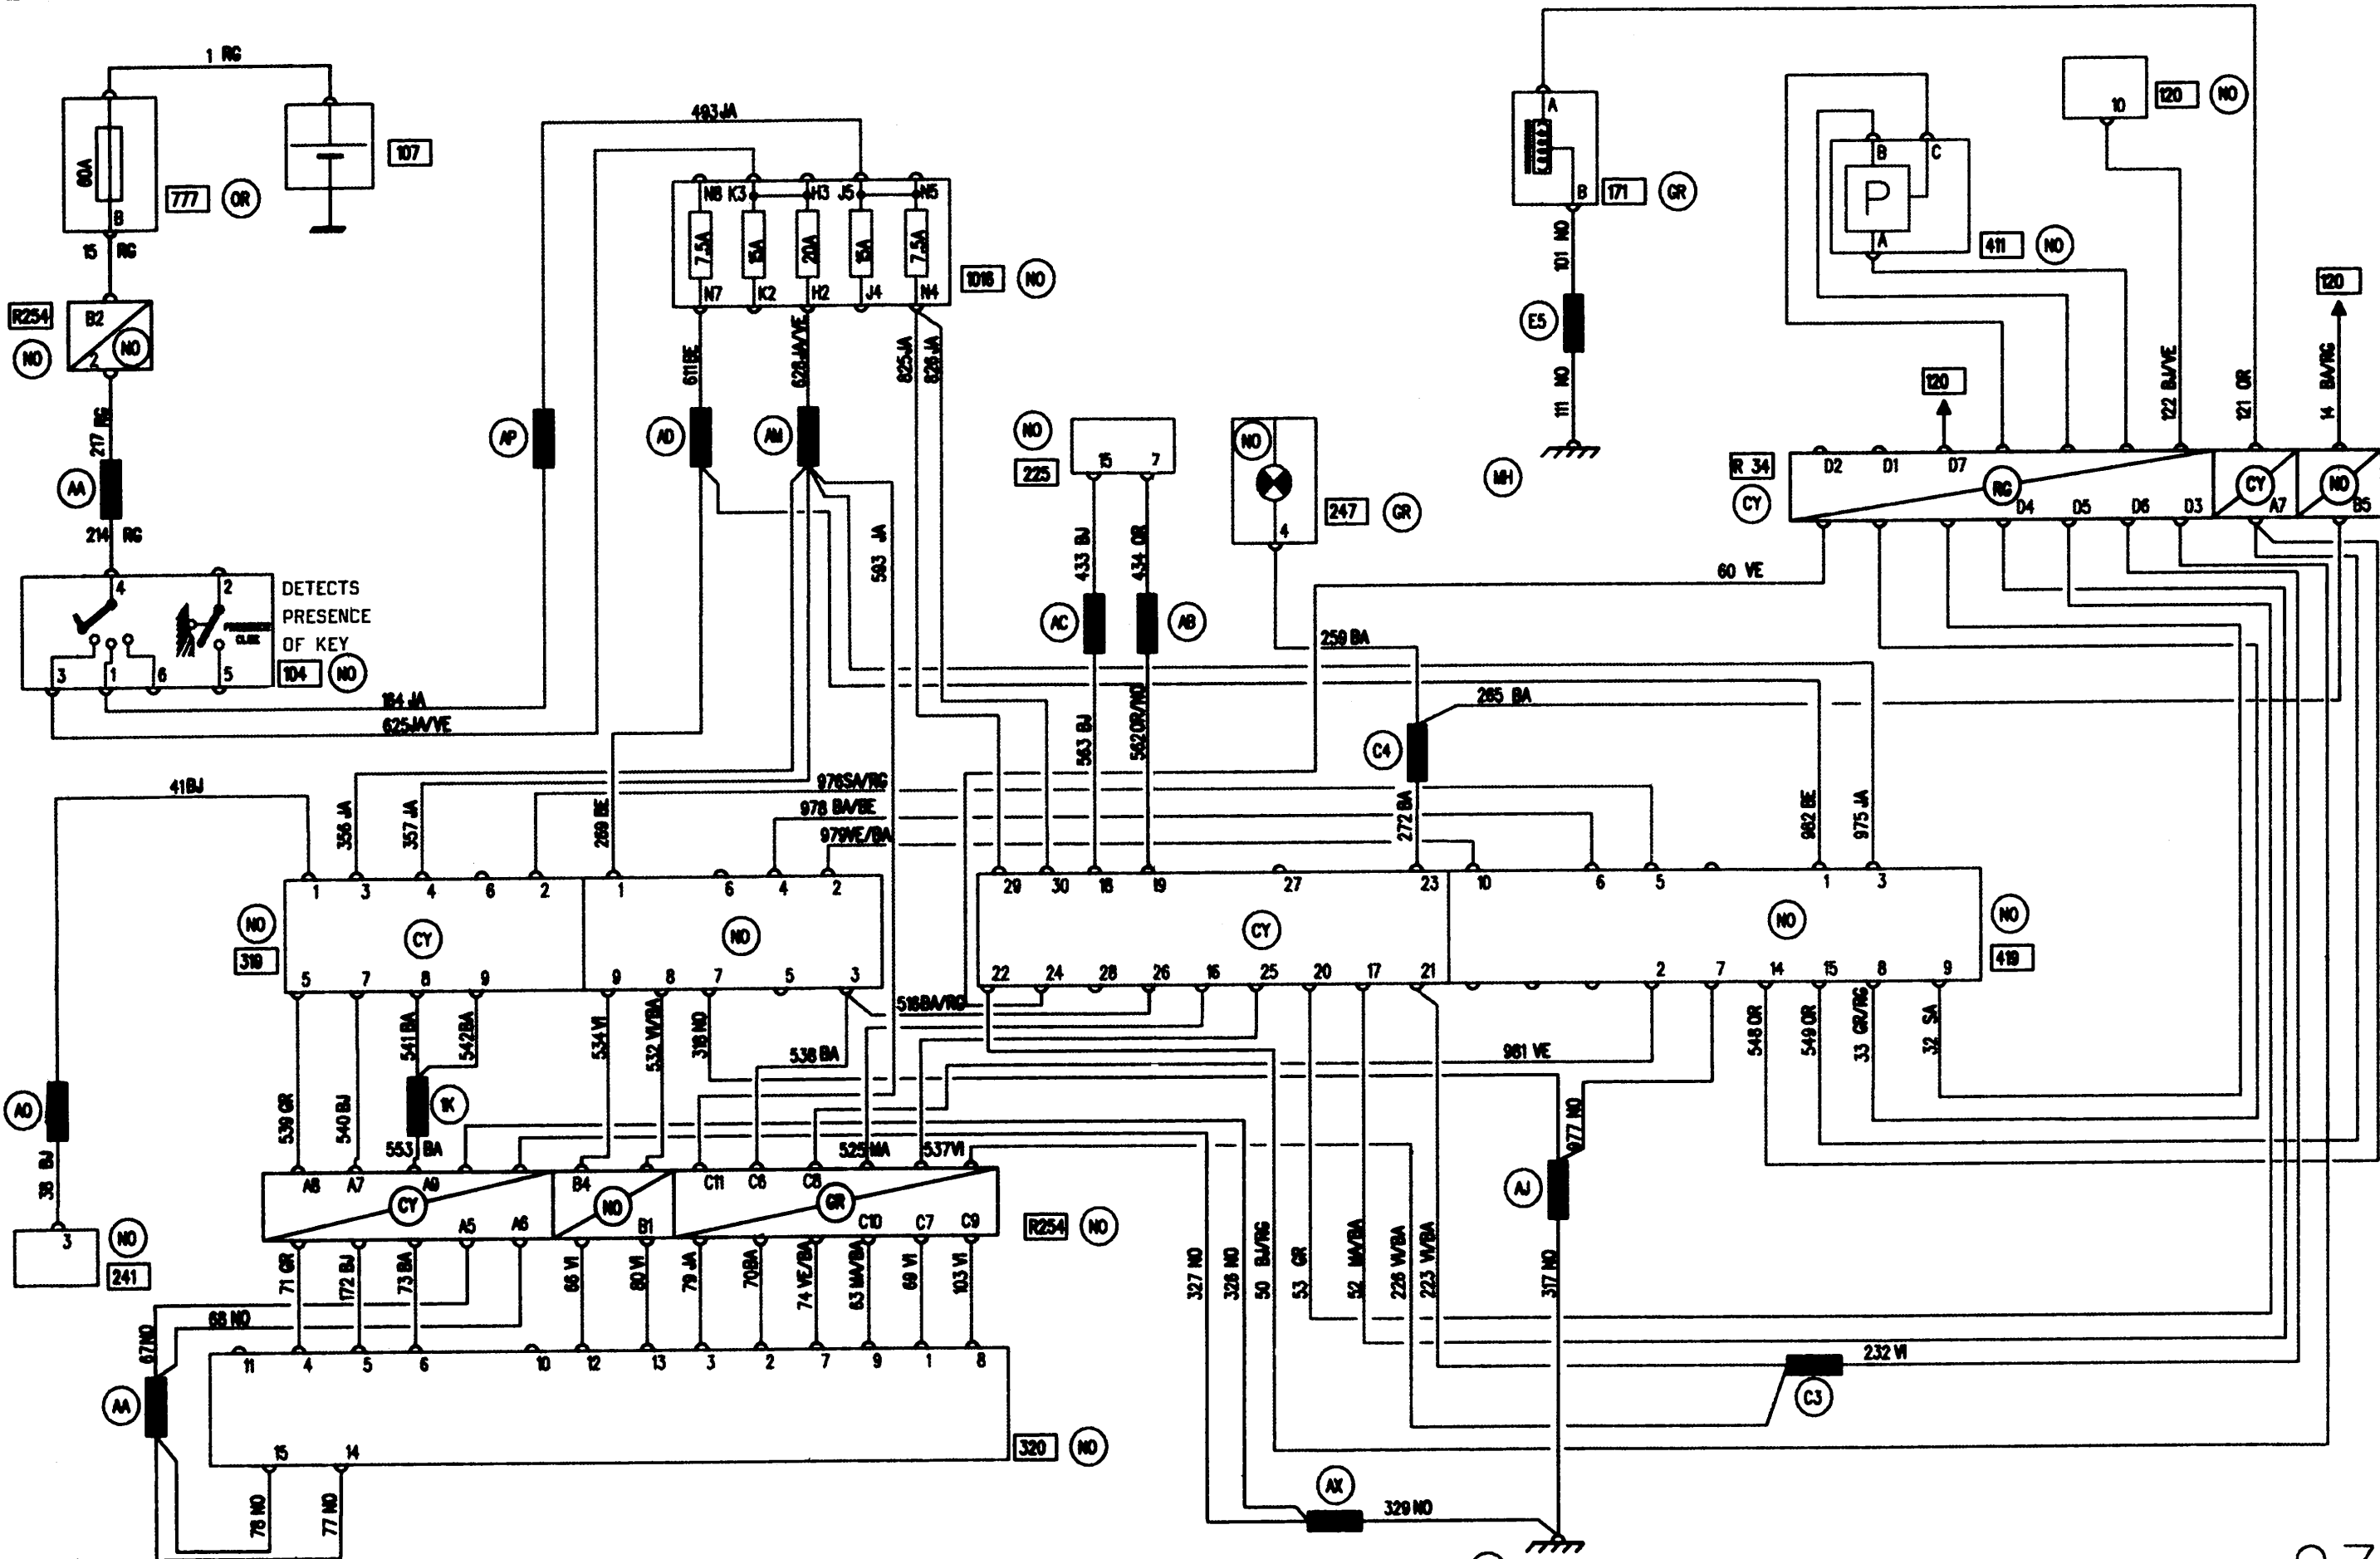 1 RG
60A
B
777
OR
107
15 RG
R254
B2
2
NO
NO
217 RG
AA
214 RG
4
2
DETECTS
PRESENCE
OF KEY
3
1
6
5
104
NO
164 JA
625JA/VE
493JA
N8
K3
H3
J5
N5
7.5A
15A
20A
15A
7.5A
N7
K2
H2
J4
N4
1016
NO
611BE
628JA/VE
825JA
826 JA
AP
AD
AM
593 JA
NO
225
15
7
433 BJ
434 OR
AC
AB
563 BJ
562OR/NO
NO
4
247
GR
259 BA
C4
265 BA
272 BA
A
B
171
GR
101 NO
E5
111 NO
MH
B
C
P
A
411
NO
10
120
NO
120
120
122 BJ/VE
121 OR
14 BA/RG
R 34
CY
D2
D1
D7
RG
D4
D5
D6
D3
CY
A7
NO
B5
60 VE
41BJ
356 JA
357 JA
976SA/RG
978 BA/BE
979VE/BA
269 BE
982 BE
975 JA
NO
319
1
3
4
6
2
1
6
4
2
CY
NO
5
7
8
9
9
8
7
5
3
29
30
18
19
27
23
10
6
5
1
3
CY
NO
NO
419
22
24
28
26
16
25
20
17
21
2
7
14
15
8
9
516BA/RG
539 GR
540 BJ
541 BA
542BA
1K
553 BA
534 VI
532 VI/BA
318 NO
538 BA
525 MA
537VI
981 VE
548 OR
549 OR
33 GR/RG
32 SA
977 NO
AJ
317 NO
AO
38 BJ
3
NO
241
A8
A7
A9
CY
A5
A6
B4
NO
B1
C11
C6
C8
GR
C10
C7
C9
R254
NO
71 GR
172 BJ
73 BA
66 VI
80 VI
79 JA
70BA
74 VE/BA
63 MA/BA
69 VI
103 VI
67NO
68 NO
AA
11
4
5
6
10
12
13
3
2
7
9
1
8
15
14
320
NO
78 NO
77 NO
327 NO
326 NO
50 BJ/RG
53 GR
52 MA/BA
226 VI/BA
223 VI/BA
232 VI
C3
AX
329 NO